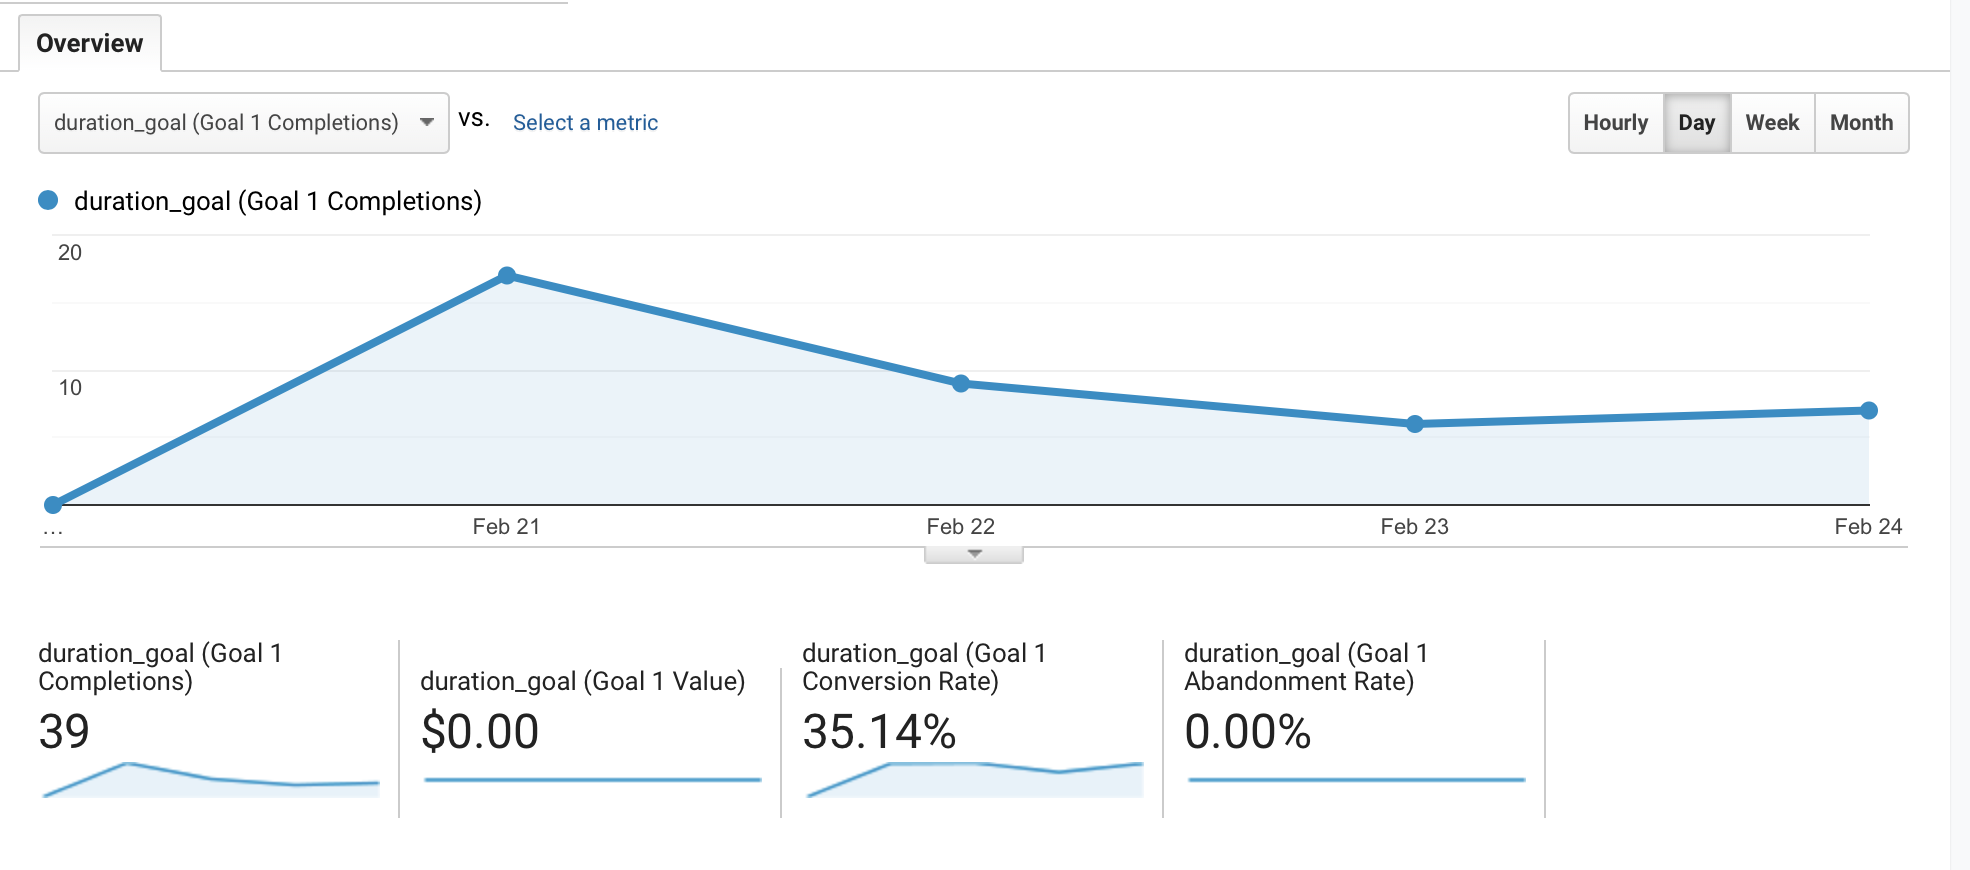 Overview
duration_goal (Goal 1 Completions) vs. Select a metric
Hourly Day Week Month
duration_goal (Goal 1 Completions)
20
10
... Feb 21 Feb 22 Feb 23 Feb 24
duration_goal (Goal 1
Completions)
39
duration_goal (Goal 1 Value)
$0.00
duration_goal (Goal 1
Conversion Rate)
35.14%
duration_goal (Goal 1
Abandonment Rate)
0.00%